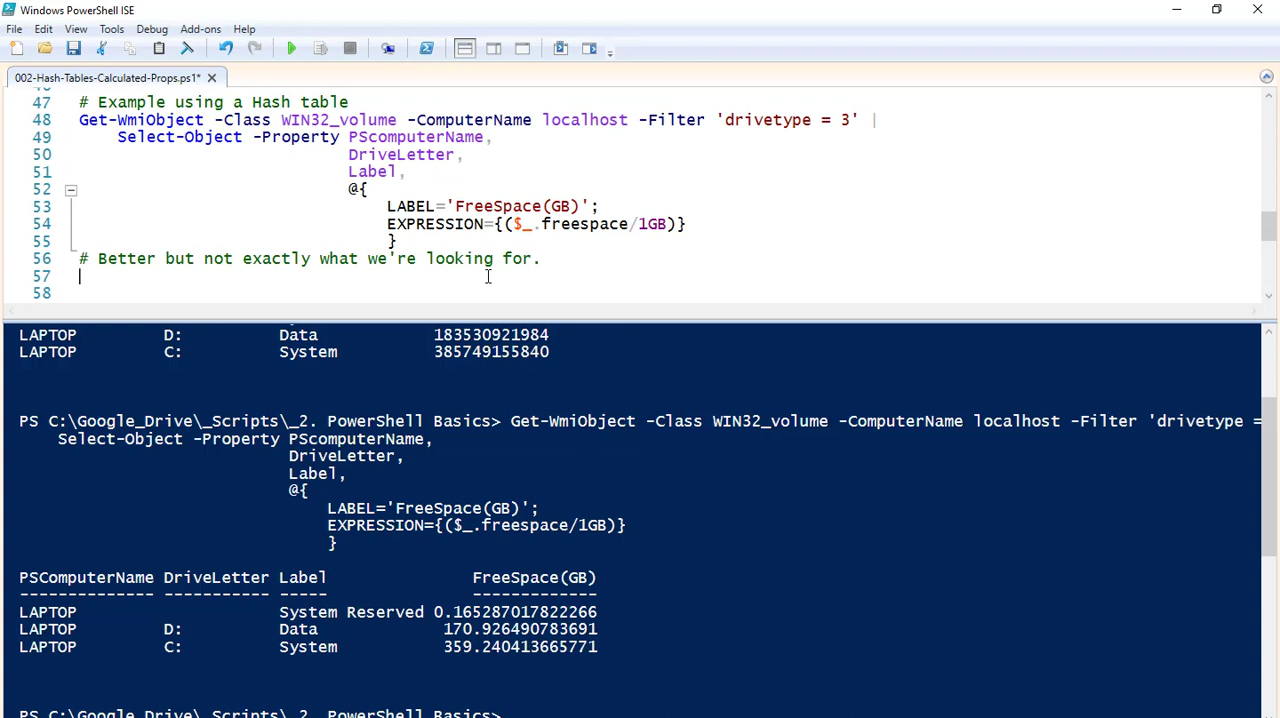 Windows PowerShell ISE
File Edit View Tools Debug Add-ons Help
002-Hash-Tables-Calculated-Props.ps1* X
47 # Example using a Hash table
48 Get-WmiObject -Class WIN32_volume -ComputerName localhost -Filter 'drivetype = 3' |
49 Select-Object -Property PScomputerName,
50 DriveLetter,
51 Label,
52 @{
53 LABEL='FreeSpace(GB)';
54 EXPRESSION={($_.freespace/1GB)}
55 }
56 # Better but not exactly what we're looking for.
57
58
LAPTOP D: Data 183530921984
LAPTOP C: System 385749155840
PS C:\Google_Drive\_Scripts\_2. PowerShell Basics> Get-WmiObject -Class WIN32_volume -ComputerName localhost -Filter 'drivetype =
Select-Object -Property PScomputerName,
DriveLetter,
Label,
@{
LABEL='FreeSpace(GB)';
EXPRESSION={($_.freespace/1GB)}
}
PSComputerName DriveLetter Label FreeSpace(GB)
-------------- ----------- ----- -------------
LAPTOP System Reserved 0.165287017822266
LAPTOP D: Data 170.926490783691
LAPTOP C: System 359.240413665771
PS C:\Google_Drive\_Scripts\_2. PowerShell Basics>